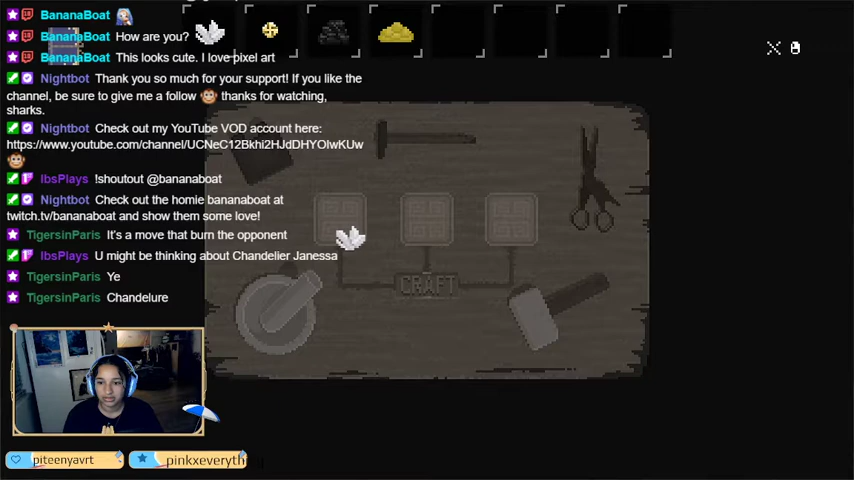 BananaBoat
BananaBoat How are you?
BananaBoat This looks cute. I love pixel art
Nightbot Thank you so much for your support! If you like the
channel, be sure to give me a follow thanks for watching,
sharks.
Nightbot Check out my YouTube VOD account here:
https://www.youtube.com/channel/UCNeC12Bkhi2HJDHYOlwKUw
IbsPlays !shoutout @bananaboat
Nightbot Check out the homie bananaboat at
twitch.tv/bananaboat and show them some love!
TigersinParis It's a move that burn the opponent
IbsPlays U might be thinking about Chandelier Janessa
TigersinParis Ye
TigersinParis Chandelure
CRAFT
piteenyavrt
pinkxeverything